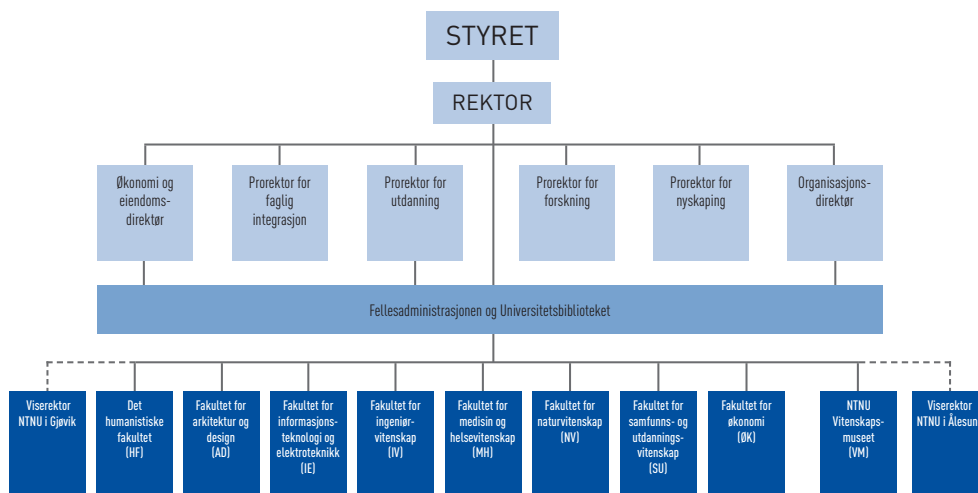 STYRET
REKTOR
Økonomi og
eiendoms-
direktør
Prorektor for
faglig
integrasjon
Prorektor for
utdanning
Prorektor for
forskning
Prorektor for
nyskaping
Organisasjons-
direktør
Fellesadministrasjonen og Universitetsbiblioteket
Viserektor
NTNU i Gjøvik
Det
humanistiske
fakultet
(HF)
Fakultet for
arkitektur og
design
(AD)
Fakultet for
informasjons-
teknologi og
elektroteknikk
(IE)
Fakultet for
ingeniør-
vitenskap
(IV)
Fakultet for
medisin og
helsevitenskap
(MH)
Fakultet for
naturvitenskap
(NV)
Fakultet for
samfunns- og
utdannings-
vitenskap
(SU)
Fakultet for
økonomi
(ØK)
NTNU
Vitenskaps-
museet
(VM)
Viserektor
NTNU i Ålesun